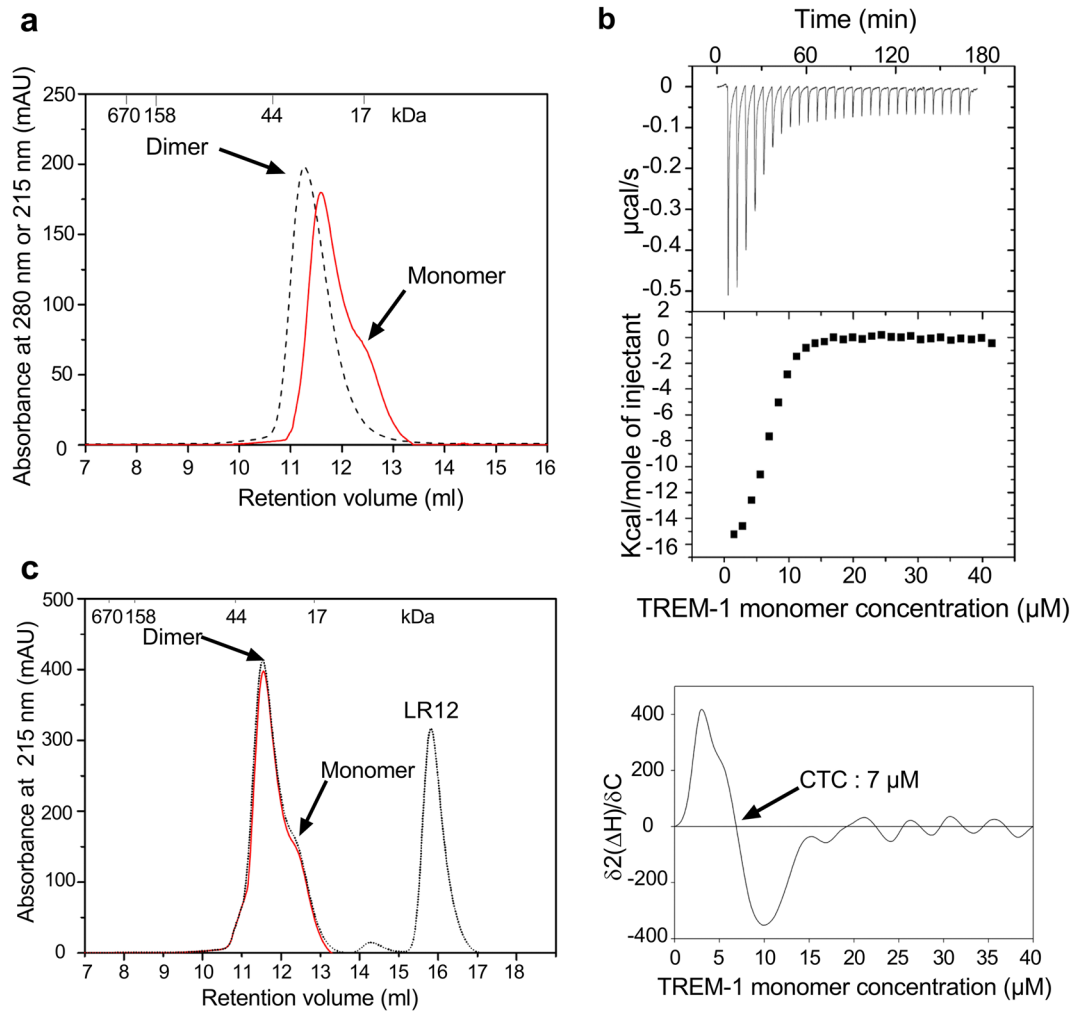 a
Absorbance at 280 nm or 215 nm (mAU)
250
200
150
100
50
0
670 158 44 17 kDa
Dimer
Monomer
7 8 9 10 11 12 13 14 15 16
Retention volume (ml)
b
Time (min)
0 60 120 180
µcal/s
0
-0.1
-0.2
-0.3
-0.4
-0.5
Kcal/mole of injectant
2
0
-2
-4
-6
-8
-10
-12
-14
-16
0 10 20 30 40
TREM-1 monomer concentration (µM)
c
Absorbance at 215 nm (mAU)
500
400
300
200
100
0
670 158 44 17 kDa
Dimer
Monomer
LR12
7 8 9 10 11 12 13 14 15 16 17 18
Retention volume (ml)
δ2(ΔH)/δC
400
200
0
-200
-400
CTC : 7 µM
0 5 10 15 20 25 30 35 40
TREM-1 monomer concentration (µM)